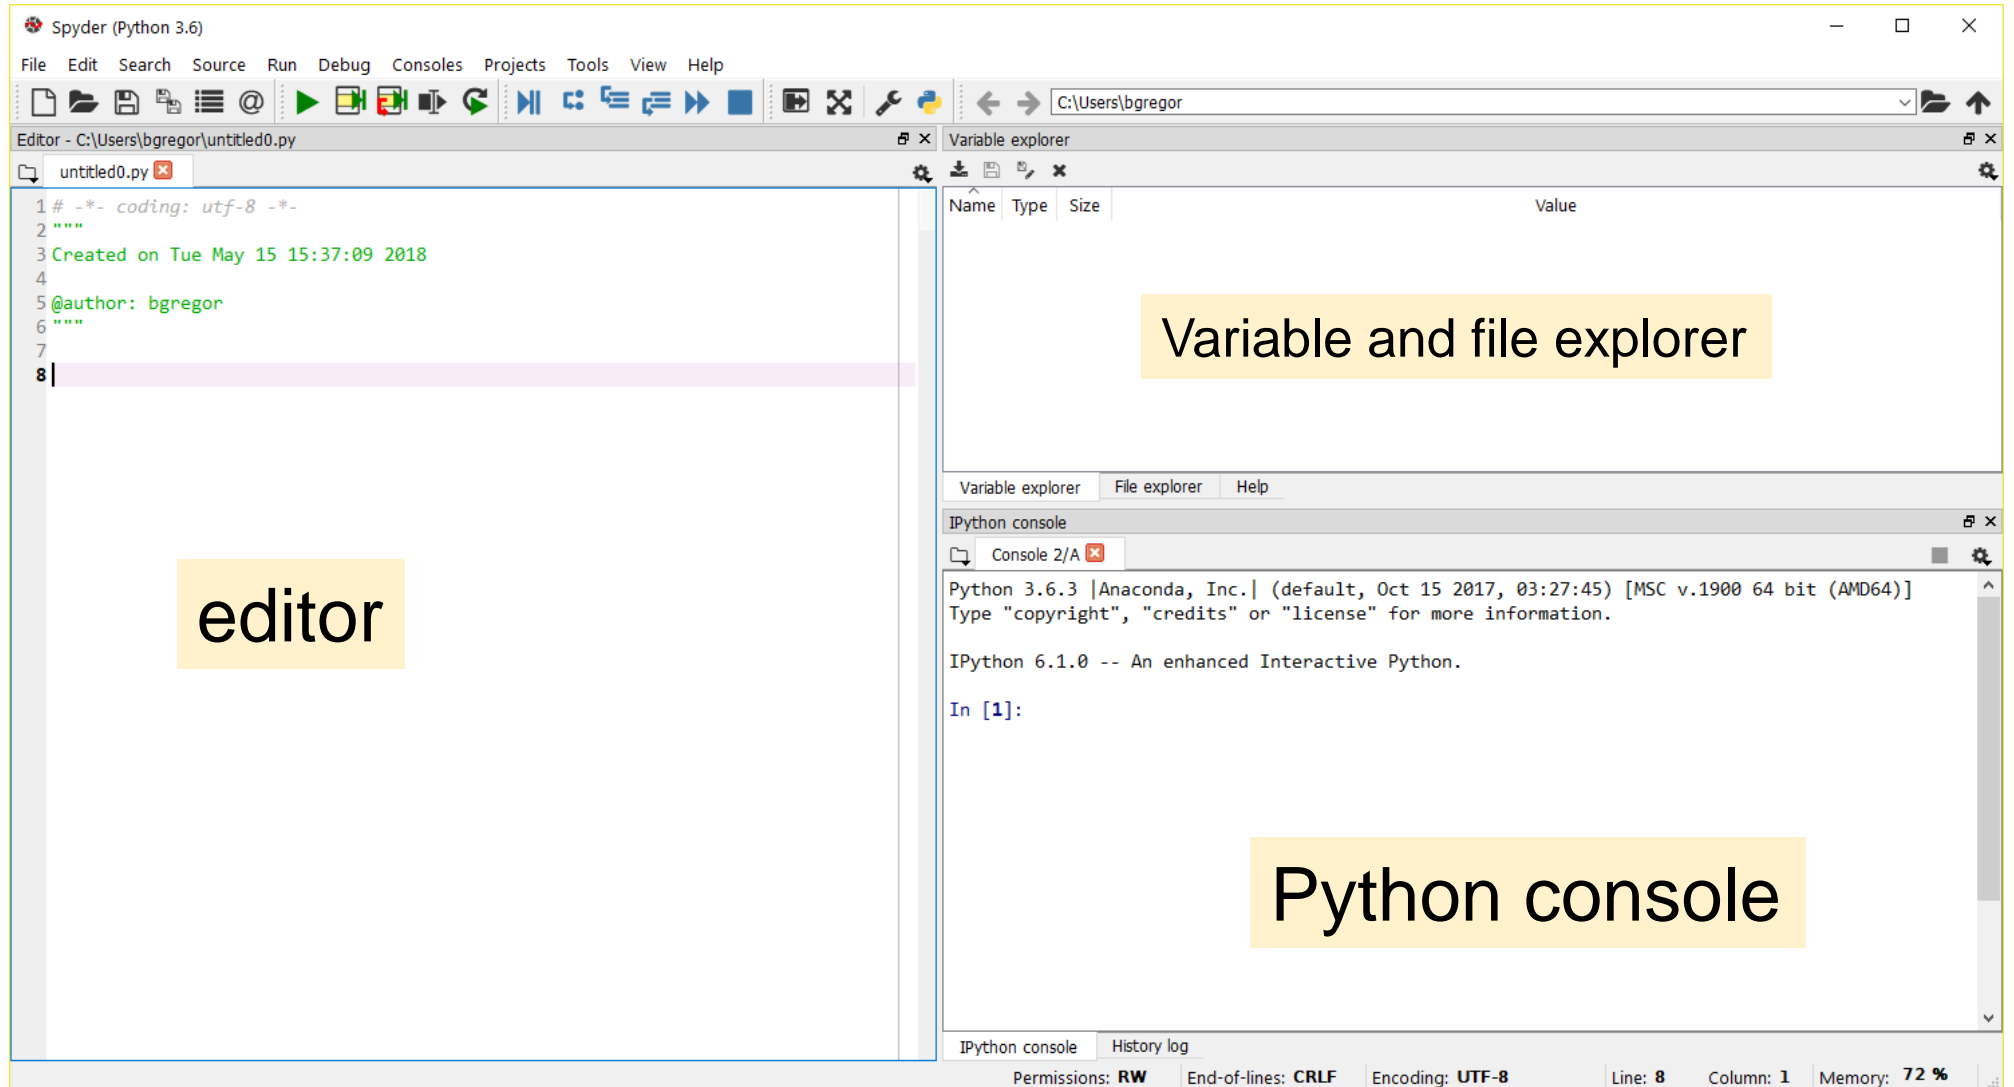 Spyder (Python 3.6)
File Edit Search Source Run Debug Consoles Projects Tools View Help
C:\Users\bgregor
Editor - C:\Users\bgregor\untitled0.py
untitled0.py
1 # -*- coding: utf-8 -*-
2 """
3 Created on Tue May 15 15:37:09 2018
4
5 @author: bgregor
6 """
7
8
editor
Variable explorer
Name Type Size Value
Variable and file explorer
Variable explorer File explorer Help
IPython console
Console 2/A
Python 3.6.3 |Anaconda, Inc.| (default, Oct 15 2017, 03:27:45) [MSC v.1900 64 bit (AMD64)]
Type "copyright", "credits" or "license" for more information.
IPython 6.1.0 -- An enhanced Interactive Python.
In [1]:
Python console
IPython console History log
Permissions: RW End-of-lines: CRLF Encoding: UTF-8 Line: 8 Column: 1 Memory: 72 %